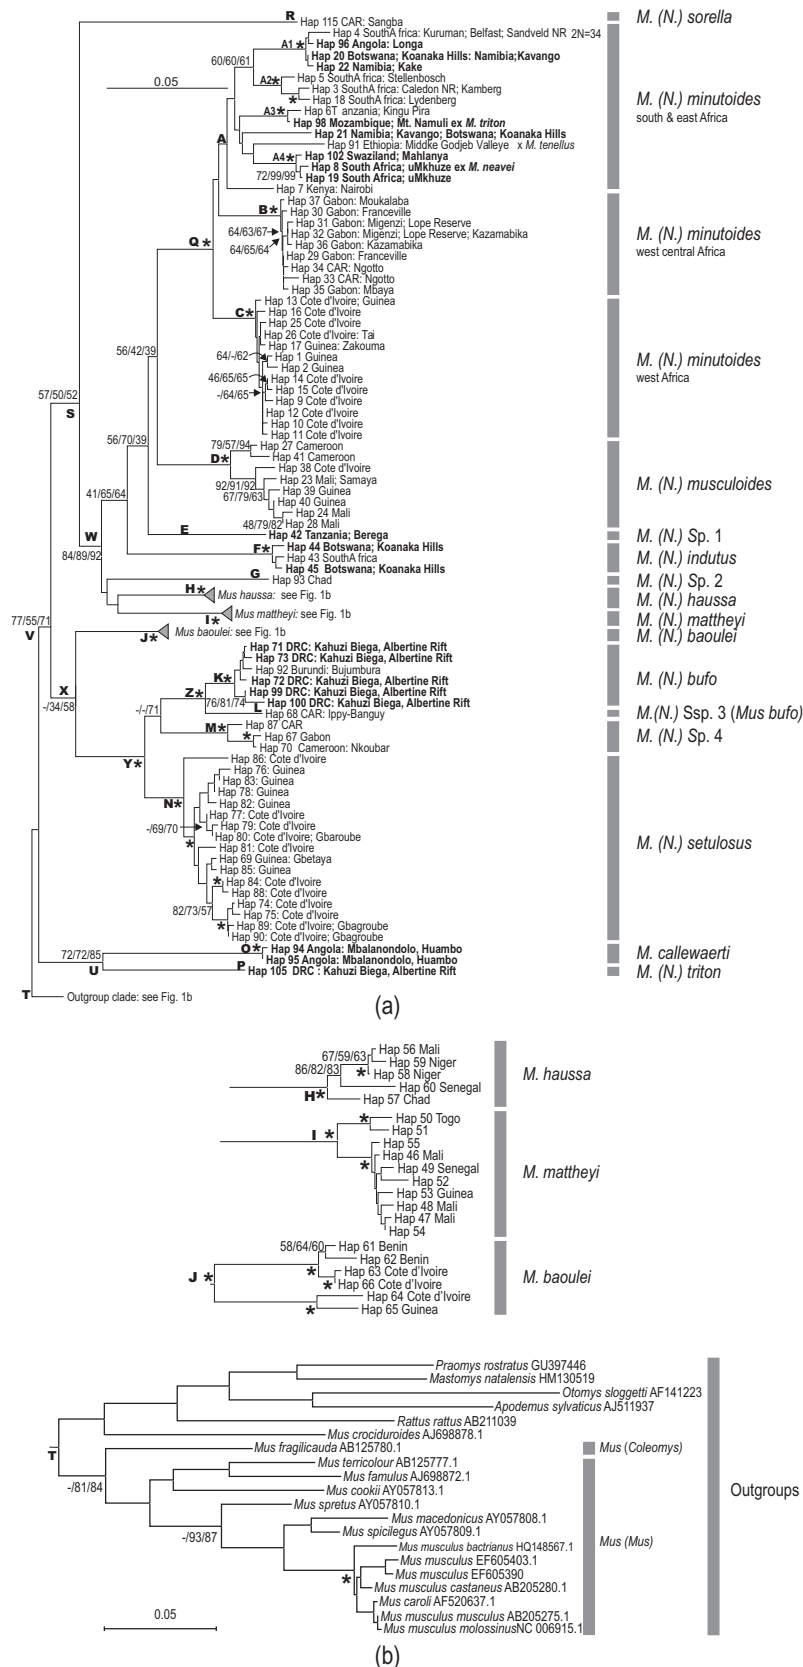 R
Hap 115 CAR: Sangba
M. (N.) sorella
Hap 4 SouthAfrica: Kuruman; Belfast; Sandveld NR 2N=34
A1*
Hap 96 Angola: Longa
Hap 20 Botswana; Koanaka Hills: Namibia;Kavango
60/60/61
Hap 22 Namibia; Kake
A2*
Hap 5 SouthAfrica: Stellenbosch
0.05
Hap 3 SouthAfrica: Caledon NR; Kamberg
* Hap 18 SouthAfrica: Lydenberg
M. (N.) minutoides
south & east Africa
A3*
Hap 6T anzania; Kingu Pira
Hap 98 Mozambique; Mt. Namuli ex M. triton
Hap 21 Namibia; Kavango; Botswana; Koanaka Hills
A
Hap 91 Ethiopia: Middke Godjeb Valleye x M. tenellus
A4*
Hap 102 Swaziland; Mahlanya
Hap 8 South Africa; uMkhuze ex M. neavei
72/99/99
Hap 19 South Africa; uMkhuze
Hap 7 Kenya: Nairobi
Hap 37 Gabon: Moukalaba
B*
Hap 30 Gabon: Franceville
Hap 31 Gabon: Migenzi; Lope Reserve
64/63/67
Hap 32 Gabon: Migenzi; Lope Reserve; Kazamabika
M. (N.) minutoides
west central Africa
Q*
64/65/64
Hap 36 Gabon: Kazamabika
Hap 29 Gabon: Franceville
Hap 34 CAR: Ngotto
Hap 33 CAR: Ngotto
Hap 35 Gabon: Mbaya
Hap 13 Cote d'Ivoire; Guinea
C*
Hap 16 Cote d'Ivoire
Hap 25 Cote d'Ivoire
Hap 26 Cote d'Ivoire: Tai
Hap 17 Guinea: Zakouma
56/42/39
64/-/62
Hap 1 Guinea
Hap 2 Guinea
M. (N.) minutoides
west Africa
46/65/65
Hap 14 Cote d'Ivoire
Hap 15 Cote d'Ivoire
-/64/65
Hap 9 Cote d'Ivoire
57/50/52
S
Hap 12 Cote d'Ivoire
Hap 10 Cote d'Ivoire
Hap 11 Cote d'Ivoire
56/70/39
79/57/94
Hap 27 Cameroon
D*
Hap 41 Cameroon
Hap 38 Cote d'Ivoire
92/91/92
Hap 23 Mali; Samaya
M. (N.) musculoides
41/65/64
67/79/63
Hap 39 Guinea
Hap 40 Guinea
Hap 24 Mali
48/79/82
Hap 28 Mali
E
Hap 42 Tanzania; Berega
M. (N.) Sp. 1
W
84/89/92
F*
Hap 44 Botswana; Koanaka Hills
Hap 43 SouthAfrica
Hap 45 Botswana; Koanaka Hills
M. (N.) indutus
G
Hap 93 Chad
M. (N.) Sp. 2
H*
Mus haussa: see Fig. 1b
M. (N.) haussa
I*
Mus mattheyi: see Fig. 1b
M. (N.) mattheyi
77/55/71
V
J*
Mus baoulei: see Fig. 1b
M. (N.) baoulei
Hap 71 DRC: Kahuzi Biega, Albertine Rift
Hap 73 DRC: Kahuzi Biega, Albertine Rift
Hap 92 Burundi: Bujumbura
K*
Hap 72 DRC: Kahuzi Biega, Albertine Rift
M. (N.) bufo
X
Z*
Hap 99 DRC: Kahuzi Biega, Albertine Rift
76/81/74
Hap 100 DRC: Kahuzi Biega, Albertine Rift
-/34/58
-/-/71
L
Hap 68 CAR: Ippy-Banguy
M.(N.) Ssp. 3 (Mus bufo)
M*
Hap 87 CAR
* Hap 67 Gabon
Hap 70 Cameroon: Nkoubar
M. (N.) Sp. 4
Y*
Hap 86: Cote d'Ivoire
Hap 76: Guinea
Hap 83: Guinea
N*
Hap 78: Guinea
Hap 82: Guinea
Hap 77: Cote d'Ivoire
-/69/70
Hap 79: Cote d'Ivoire
Hap 80: Cote d'Ivoire; Gbaroube
*
Hap 81: Cote d'Ivoire
M. (N.) setulosus
Hap 69 Guinea: Gbetaya
Hap 85: Guinea
* Hap 84: Cote d'Ivoire
Hap 88: Cote d'Ivoire
82/73/57
Hap 74: Cote d'Ivoire
Hap 75: Cote d'Ivoire
* Hap 89: Cote d'Ivoire; Gbagroube
Hap 90: Cote d'Ivoire; Gbagroube
72/72/85
O*
Hap 94 Angola: Mbalanondolo, Huambo
Hap 95 Angola: Mbalanondolo, Huambo
M. callewaerti
U
P
Hap 105 DRC : Kahuzi Biega, Albertine Rift
M. (N.) triton
T
Outgroup clade: see Fig. 1b
(a)
67/59/63
Hap 56 Mali
Hap 59 Niger
86/82/83
* Hap 58 Niger
M. haussa
Hap 60 Senegal
H*
Hap 57 Chad
* Hap 50 Togo
I *
Hap 51
Hap 55
* Hap 46 Mali
Hap 49 Senegal
M. mattheyi
Hap 52
Hap 53 Guinea
Hap 48 Mali
Hap 47 Mali
Hap 54
58/64/60
Hap 61 Benin
Hap 62 Benin
J *
* Hap 63 Cote d'Ivoire
* Hap 66 Cote d'Ivoire
M. baoulei
Hap 64 Cote d'Ivoire
* Hap 65 Guinea
Praomys rostratus GU397446
Mastomys natalensis HM130519
Otomys sloggetti AF141223
Apodemus sylvaticus AJ511937
Rattus rattus AB211039
Mus crociduroides AJ698878.1
T
Mus fragilicauda AB125780.1
Mus (Coleomys)
Mus terricolour AB125777.1
-/81/84
Mus famulus AJ698872.1
Mus cookii AY057813.1
Outgroups
Mus spretus AY057810.1
Mus macedonicus AY057808.1
-/93/87
Mus spicilegus AY057809.1
Mus (Mus)
Mus musculus bactrianus HQ148567.1
Mus musculus EF605403.1
* Mus musculus EF605390
Mus musculus castaneus AB205280.1
Mus caroli AF520637.1
0.05
Mus musculus musculus AB205275.1
Mus musculus molossinusNC 006915.1
(b)